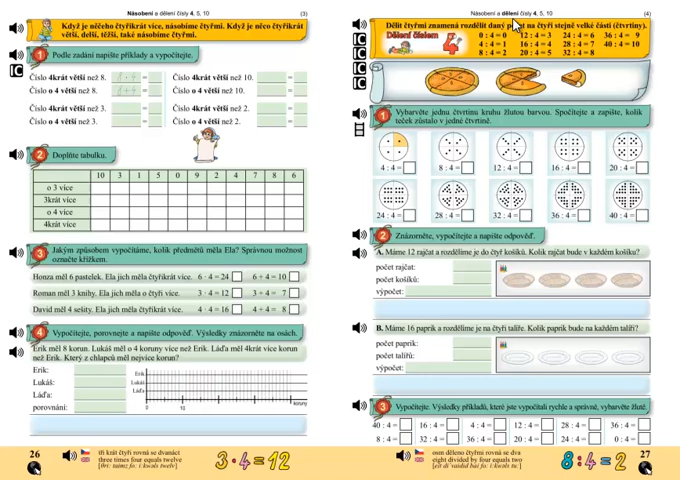 Násobení a dělení čísly 4, 5, 10
(3)
Když je něčeho čtyřikrát více, násobíme čtyřmi. Když je něco čtyřikrát
větší, delší, těžší, také násobíme čtyřmi.
1 Podle zadání napište příklady a vypočítejte.
Číslo 4krát větší než 8. = Číslo 4krát větší než 10. =
Číslo o 4 větší než 8. = Číslo o 4 větší než 10. =
Číslo 4krát větší než 3. = Číslo 4krát větší než 2. =
Číslo o 4 větší než 3. = Číslo o 4 větší než 2. =
2 Doplňte tabulku.
10 3 1 5 0 9 2 4 7 8 6
o 3 více
3krát více
o 4 více
4krát více
3 Jakým způsobem vypočítáme, kolik předmětů měla Ela? Správnou možnost
označte křížkem.
Honza měl 6 pastelek. Ela jich měla čtyřikrát více. 6 · 4 = 24 6 + 4 = 10
Roman měl 3 knihy. Ela měla o čtyři více. 3 · 4 = 12 3 + 4 = 7
David měl 4 sešity. Ela jich měla čtyřikrát více. 4 · 4 = 16 4 + 4 = 8
4 Vypočítejte, porovnejte a napište odpověď. Výsledky znázorněte na osách.
Erik měl 8 korun. Lukáš měl o 4 koruny více než Erik. Láďa měl 4krát více korun
než Erik. Který z chlapců měl nejvíce korun?
Erik:
Lukáš:
Láďa:
porovnání:
Erik
Lukáš
Láďa
0 10 koruny
26
tři krát čtyři rovná se dvanáct
three times four equals twelve
3 · 4 = 12
Násobení a dělení čísly 4, 5, 10
(4)
Dělit čtyřmi znamená rozdělit daný počet na čtyři stejně velké části (čtvrtiny).
Dělení číslem 4
0 : 4 = 0 12 : 4 = 3 24 : 4 = 6 36 : 4 = 9
4 : 4 = 1 16 : 4 = 4 28 : 4 = 7 40 : 4 = 10
8 : 4 = 2 20 : 4 = 5 32 : 4 = 8
1 Vybarvěte jednu čtvrtinu kruhu žlutou barvou. Spočítejte a zapište, kolik
teček zůstalo v jedné čtvrtině.
4 : 4 = 8 : 4 = 12 : 4 = 16 : 4 = 20 : 4 =
24 : 4 = 28 : 4 = 32 : 4 = 36 : 4 = 40 : 4 =
2 Znázorněte, vypočítejte a napište odpověď.
A. Máme 12 rajčat a rozdělíme je do čtyř košíků. Kolik rajčat bude v každém košíku?
počet rajčat:
počet košíků:
výpočet:
B. Máme 16 paprik a rozdělíme je na čtyři talíře. Kolik paprik bude na každém talíři?
počet paprik:
počet talířů:
výpočet:
3 Vypočítejte. Výsledky příkladů, které jste vypočítali rychle a správně, vybarvěte žlutě.
40 : 4 = 16 : 4 = 4 : 4 = 28 : 4 = 12 : 4 = 36 : 4 =
8 : 4 = 32 : 4 = 36 : 4 = 20 : 4 = 24 : 4 = 0 : 4 =
osm děleno čtyřmi rovná se dva
eight divided by four equals two
8 : 4 = 2
27